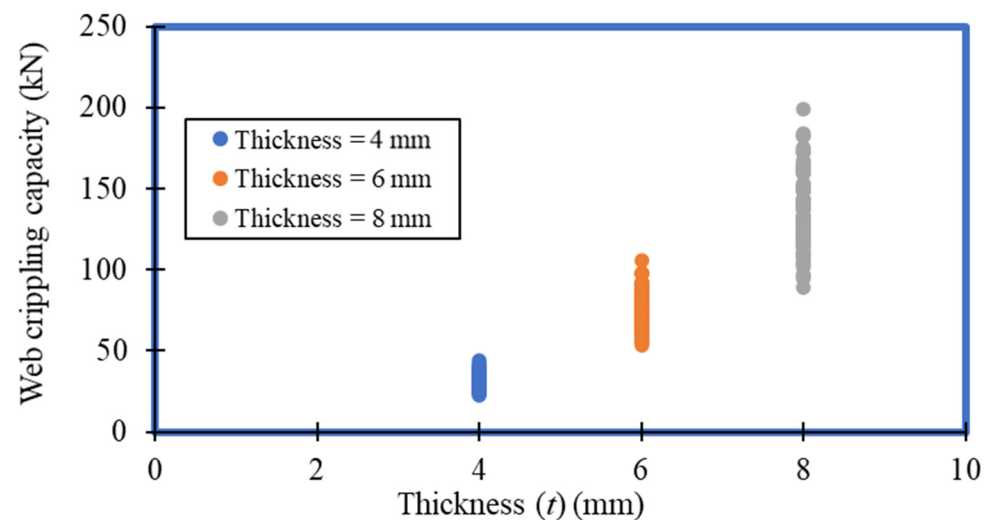 Web crippling capacity (kN)
250
200
150
100
50
0
Thickness = 4 mm
Thickness = 6 mm
Thickness = 8 mm
0 2 4 6 8 10
Thickness (t) (mm)